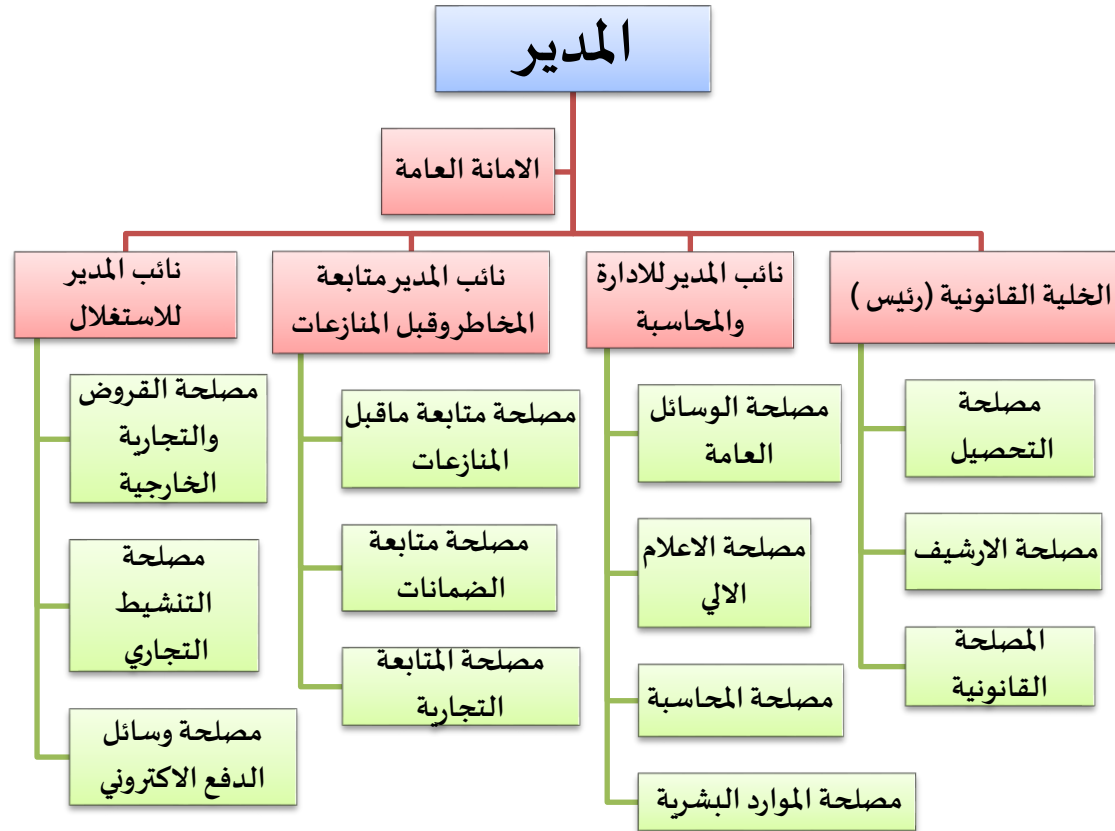 المدير
الامانة العامة
الخلية القانونية (رئيس )
مصلحة
التحصيل
مصلحة الارشيف
المصلحة
القانونية
نائب المدير للادارة
والمحاسبة
مصلحة الوسائل
العامة
مصلحة الاعلام
الالي
مصلحة المحاسبة
مصلحة الموارد البشرية
نائب المدير متابعة
المخاطر وقبل المنازعات
مصلحة متابعة ماقبل
المنازعات
مصلحة متابعة
الضمانات
مصلحة المتابعة
التجارية
نائب المدير
للاستغلال
مصلحة القروض
والتجارية
الخارجية
مصلحة
التنشيط
التجاري
مصلحة وسائل
الدفع الاكتروني